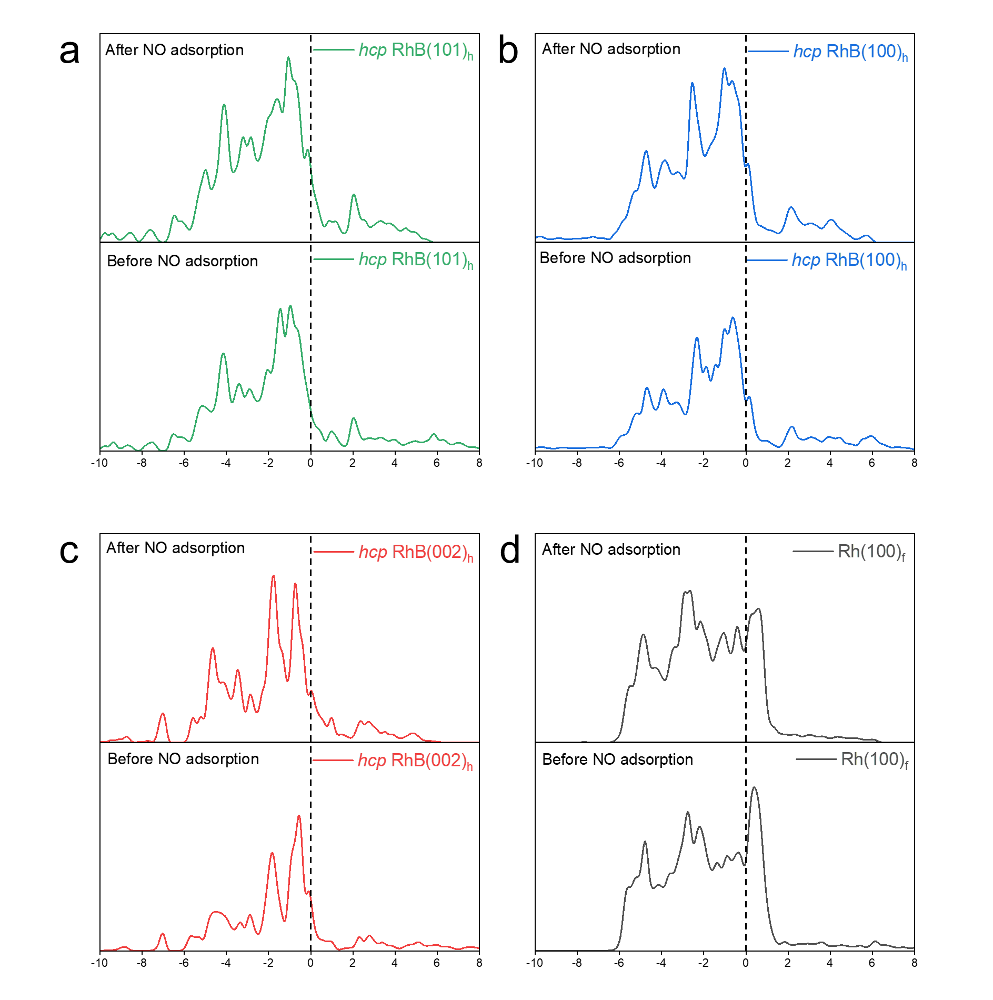 a
After NO adsorption
hcp RhB(101)h
Before NO adsorption
hcp RhB(101)h
-10 -8 -6 -4 -2 0 2 4 6 8
b
After NO adsorption
hcp RhB(100)h
Before NO adsorption
hcp RhB(100)h
-10 -8 -6 -4 -2 0 2 4 6 8
c
After NO adsorption
hcp RhB(002)h
Before NO adsorption
hcp RhB(002)h
-10 -8 -6 -4 -2 0 2 4 6 8
d
After NO adsorption
Rh(100)f
Before NO adsorption
Rh(100)f
-10 -8 -6 -4 -2 0 2 4 6 8